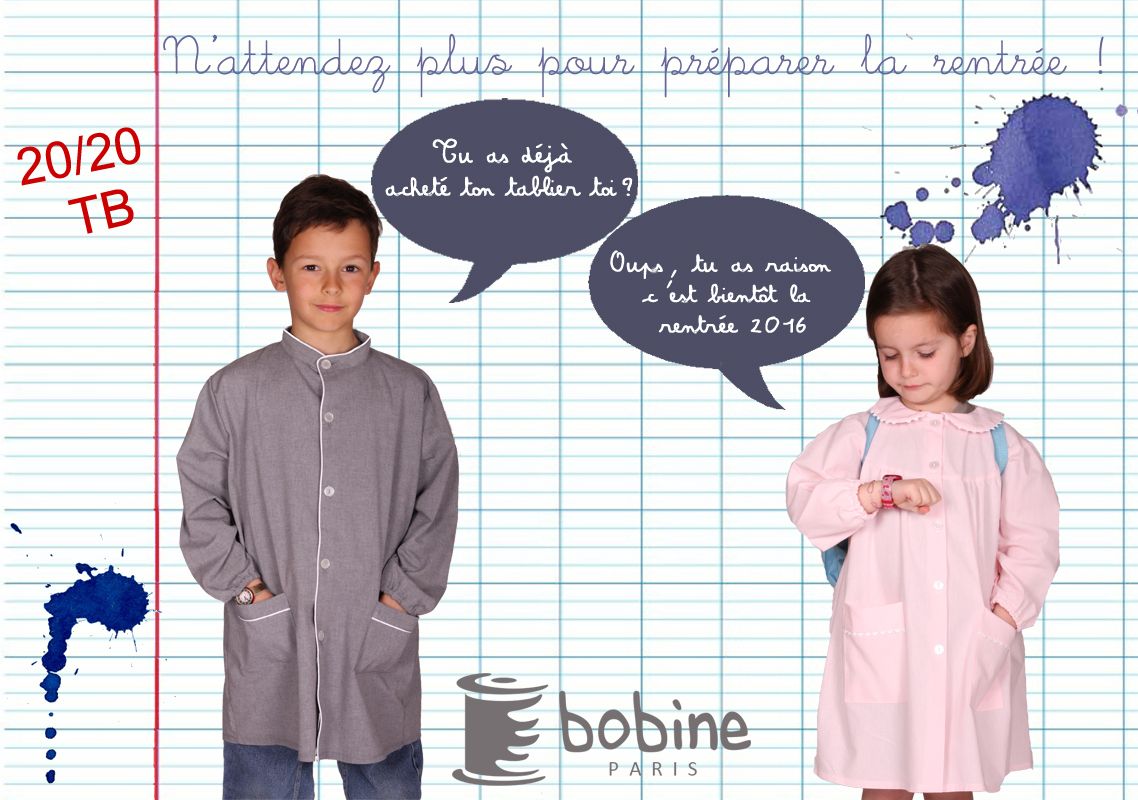 N'attendez plus pour préparer la rentrée !
20/20
TB
Tu as déjà
acheté ton tablier toi ?
Oups, tu as raison
c'est bientôt la
rentrée 2016
bobine
PARIS